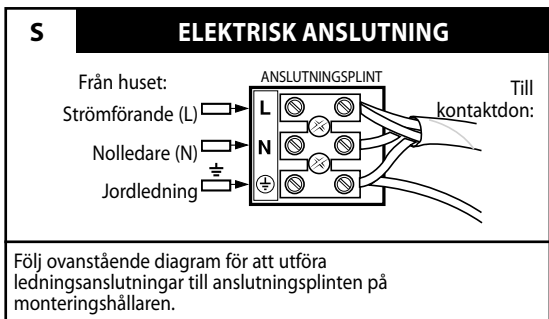 S
ELEKTRISK ANSLUTNING
Från huset:
ANSLUTNINGSPLINT
Till
kontaktdon:
Strömförande (L)
L
Nolledare (N)
N
Jordledning
Följ ovanstående diagram för att utföra
ledningsanslutningar till anslutningsplinten på
monteringshållaren.